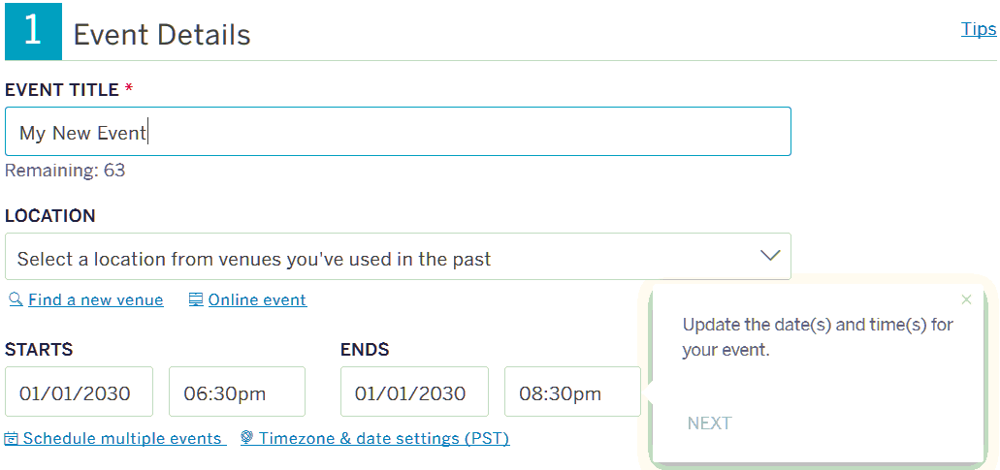 1 Event Details
Tips
EVENT TITLE *
My New Event
Remaining: 63
LOCATION
Select a location from venues you've used in the past
Find a new venue Online event
STARTS ENDS
01/01/2030 06:30pm 01/01/2030 08:30pm
Schedule multiple events Timezone & date settings (PST)
×
Update the date(s) and time(s) for
your event.
NEXT